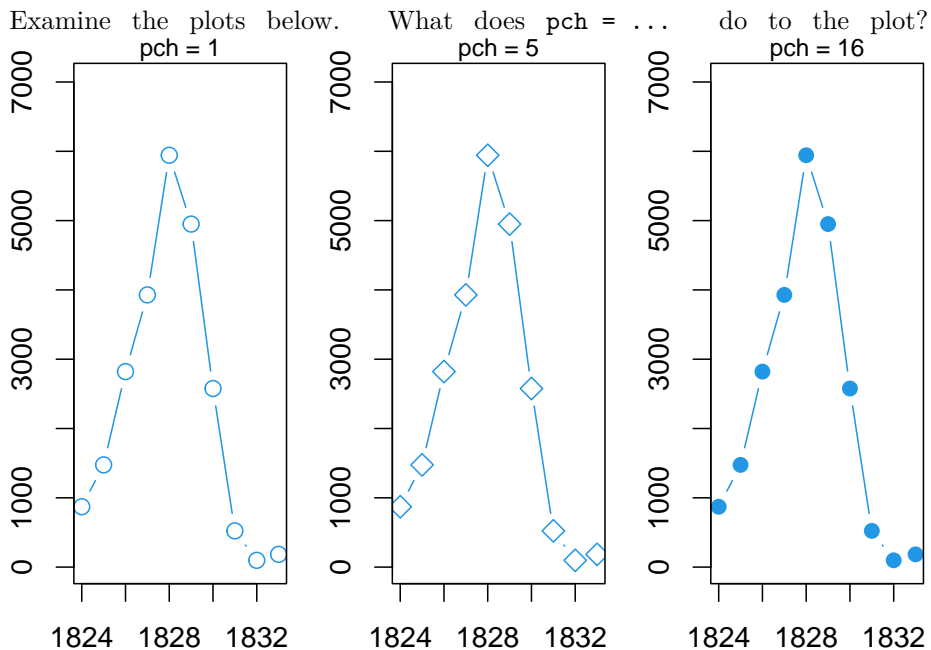 Examine the plots below. What does pch = ... do to the plot?
pch = 1
7000
5000
3000
1000
0
1824 1828 1832
pch = 5
7000
5000
3000
1000
0
1824 1828 1832
pch = 16
7000
5000
3000
1000
0
1824 1828 1832